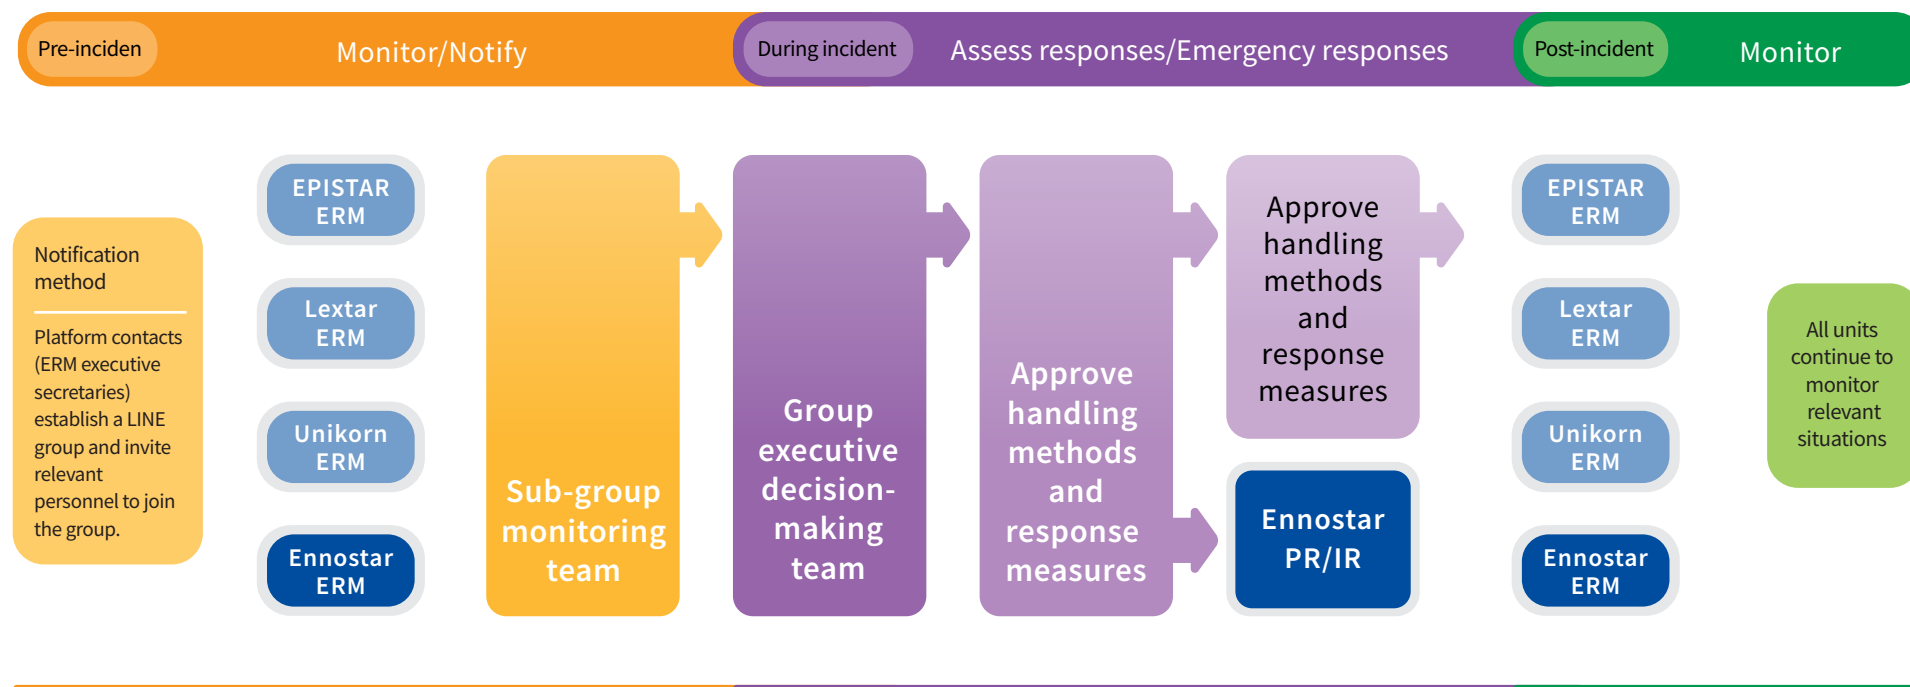 Pre-inciden
Monitor/Notify
During incident
Assess responses/Emergency responses
Post-incident
Monitor
Notification
method
Platform contacts
(ERM executive
secretaries)
establish a LINE
group and invite
relevant
personnel to join
the group.
EPISTAR
ERM
Lextar
ERM
Unikorn
ERM
Ennostar
ERM
Sub-group
monitoring
team
Group
executive
decision-
making
team
Approve
handling
methods
and
response
measures
Approve
handling
methods
and
response
measures
Ennostar
PR/IR
EPISTAR
ERM
Lextar
ERM
Unikorn
ERM
Ennostar
ERM
All units
continue to
monitor
relevant
situations